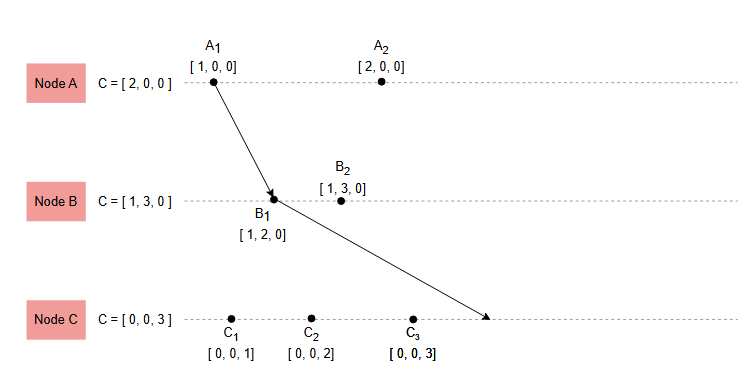 A1
[ 1, 0, 0]
A2
[ 2, 0, 0]
Node A
C = [ 2, 0, 0 ]
B2
[ 1, 3, 0]
Node B
C = [ 1, 3, 0 ]
B1
[ 1, 2, 0]
Node C
C = [ 0, 0, 3 ]
C1
[ 0, 0, 1]
C2
[ 0, 0, 2]
C3
[ 0, 0, 3]